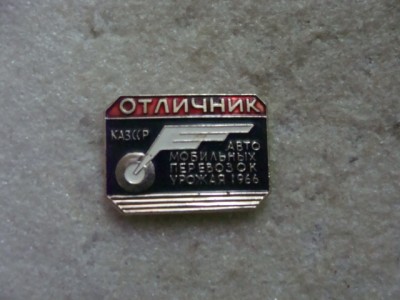 ОТЛИЧНИК
КАЗССР
АВТО
МОБИЛЬНЫХ
ПЕРЕВОЗОК
УРОЖАЯ 1966